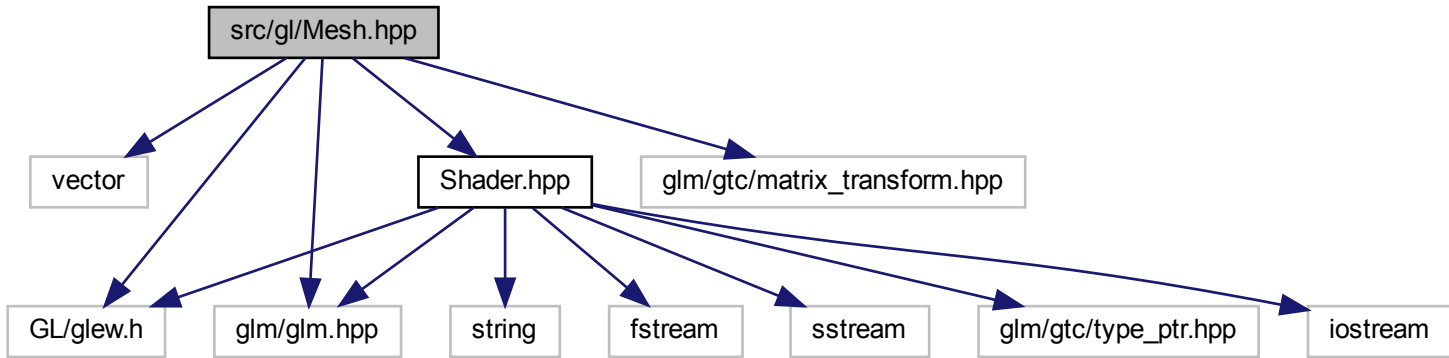 src/gl/Mesh.hpp
vector
Shader.hpp
glm/gtc/matrix_transform.hpp
GL/glew.h
glm/glm.hpp
string
fstream
sstream
glm/gtc/type_ptr.hpp
iostream